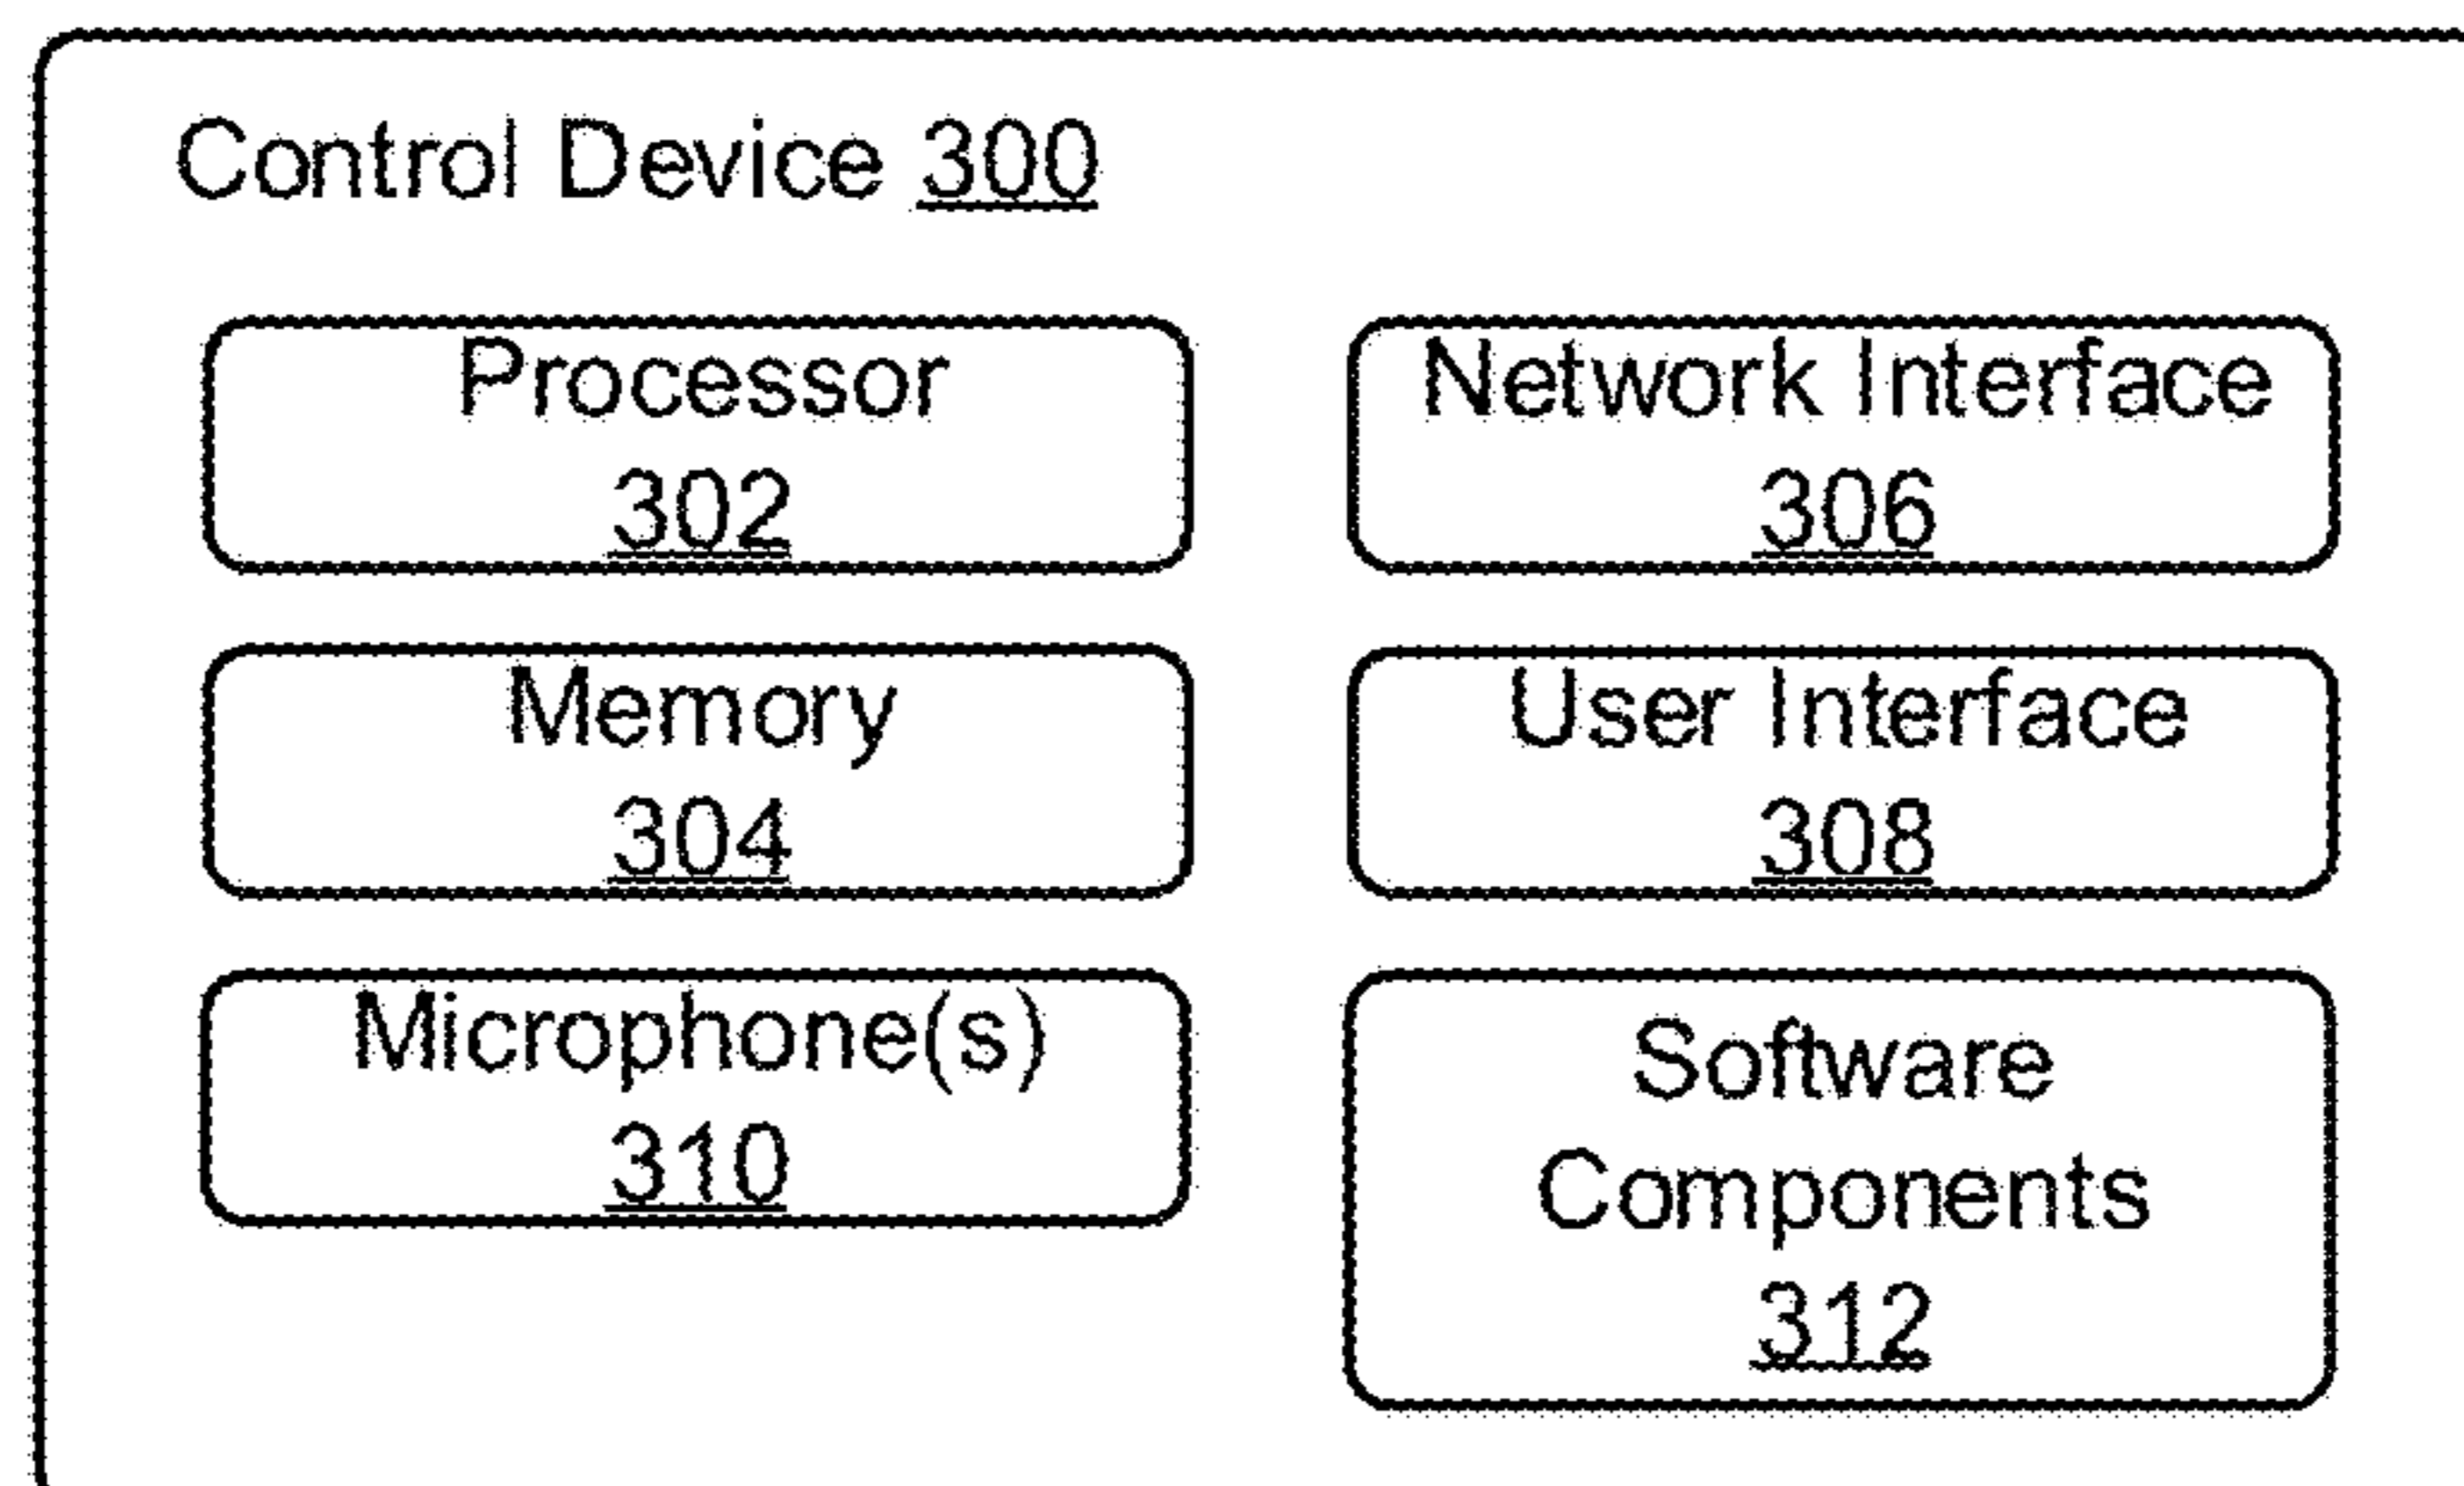 Control Device 300
Processor
302
Network Interface
306
Memory
304
User Interface
308
Microphone(s)
310
Software
Components
312